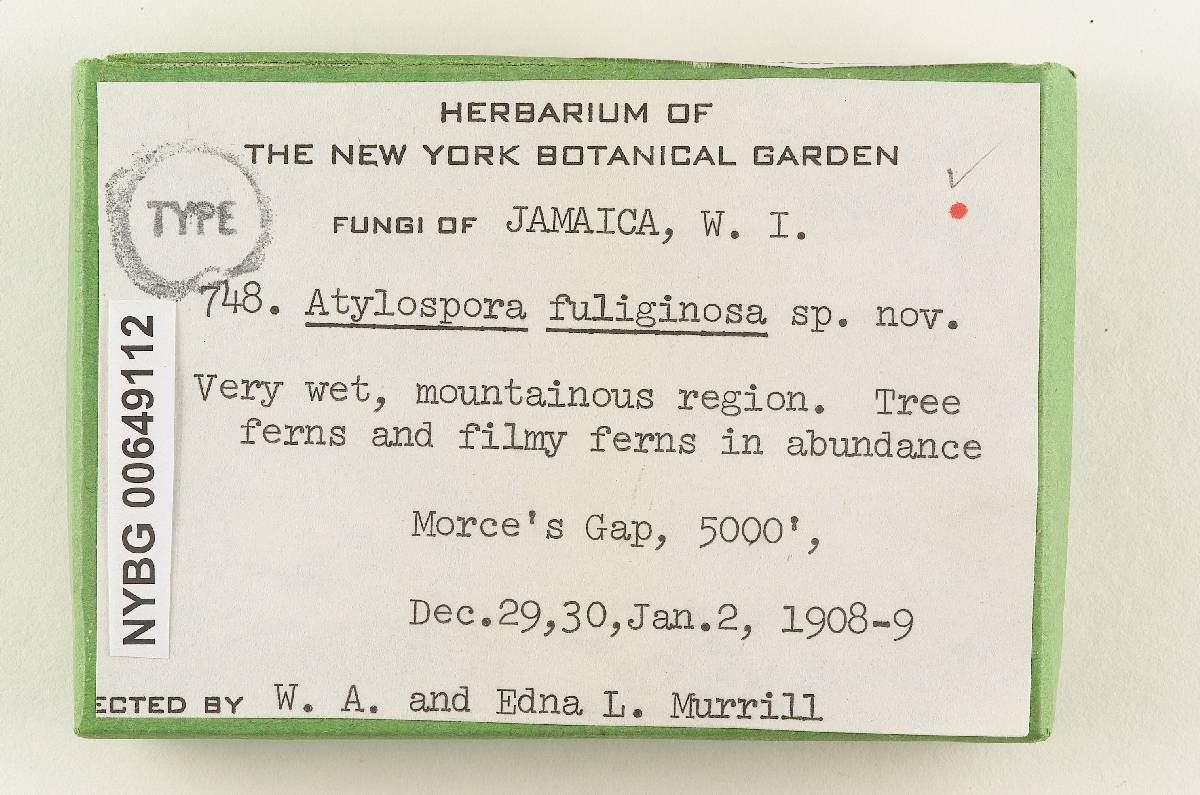 HERBARIUM OF
THE NEW YORK BOTANICAL GARDEN
TYPE
FUNGI OF JAMAICA, W. I.
748. Atylospora fuliginosa sp. nov.
Very wet, mountainous region. Tree
ferns and filmy ferns in abundance
Morce's Gap, 5000',
Dec.29,30,Jan.2, 1908-9
ECTED BY W. A. and Edna L. Murrill
NYBG 00649112